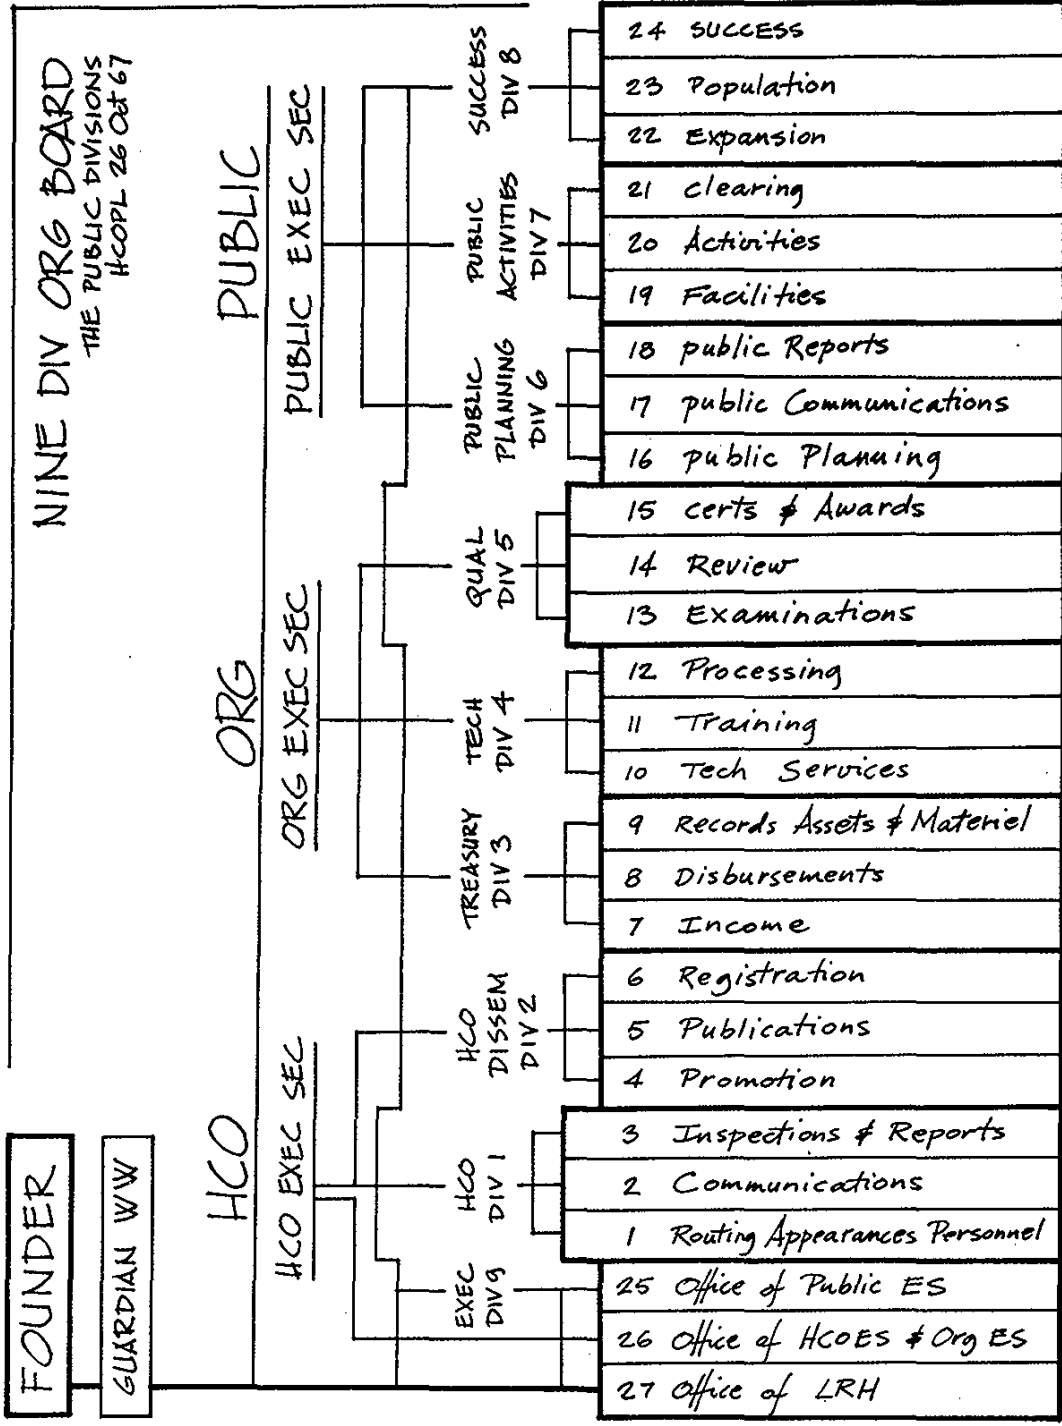 NINE DIV ORG BOARD
THE PUBLIC DIVISIONS
HCOPL 26 Oct 67
FOUNDER
GUARDIAN WW
HCO
ORG
PUBLIC
HCO EXEC SEC
ORG EXEC SEC
PUBLIC EXEC SEC
SUCCESS
DIV 8
24 SUCCESS
23 Population
22 Expansion
PUBLIC
ACTIVITIES
DIV 7
21 clearing
20 Activities
19 Facilities
PUBLIC
PLANNING
DIV 6
18 public Reports
17 public Communications
16 public Planning
QUAL
DIV 5
15 certs & Awards
14 Review
13 Examinations
TECH
DIV 4
12 Processing
11 Training
10 Tech Services
TREASURY
DIV 3
9 Records Assets & Materiel
8 Disbursements
7 Income
HCO
DISSEM
DIV 2
6 Registration
5 Publications
4 Promotion
HCO
DIV 1
3 Inspections & Reports
2 Communications
1 Routing Appearances Personnel
EXEC
DIV 9
25 Office of Public ES
26 Office of HCOES & Org ES
27 Office of LRH